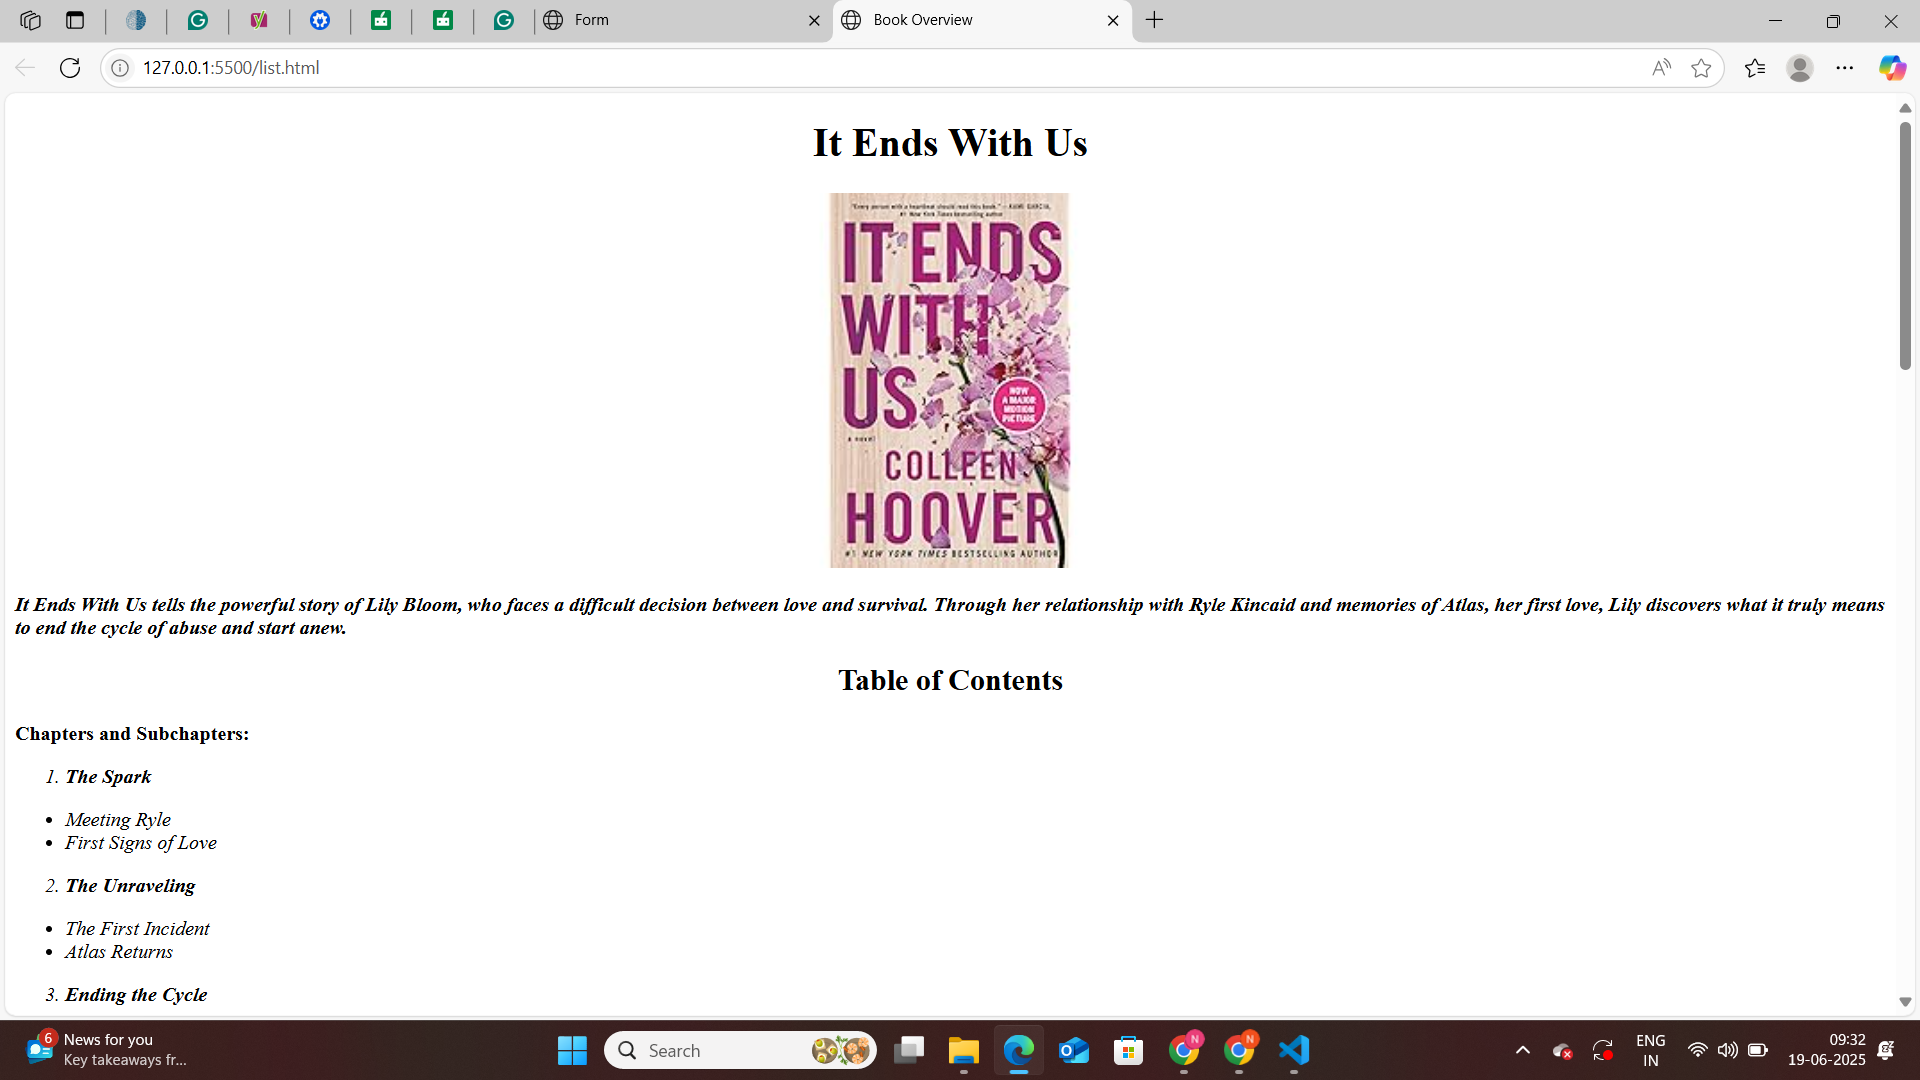 Form
Book Overview
127.0.0.1:5500/list.html
It Ends With Us
"Every person with a heartbeat should read this book." —KAMI GARCIA,
#1 New York Times bestselling author
IT ENDS
WITH
US
NOW
A MAJOR
MOTION
PICTURE
a novel
COLLEEN
HOOVER
#1 NEW YORK TIMES BESTSELLING AUTHOR
It Ends With Us tells the powerful story of Lily Bloom, who faces a difficult decision between love and survival. Through her relationship with Ryle Kincaid and memories of Atlas, her first love, Lily discovers what it truly means
to end the cycle of abuse and start anew.
Table of Contents
Chapters and Subchapters:
1. The Spark
• Meeting Ryle
• First Signs of Love
2. The Unraveling
• The First Incident
• Atlas Returns
3. Ending the Cycle
6
News for you
Key takeaways fr...
Search
N
N
ENG
IN
09:32
19-06-2025